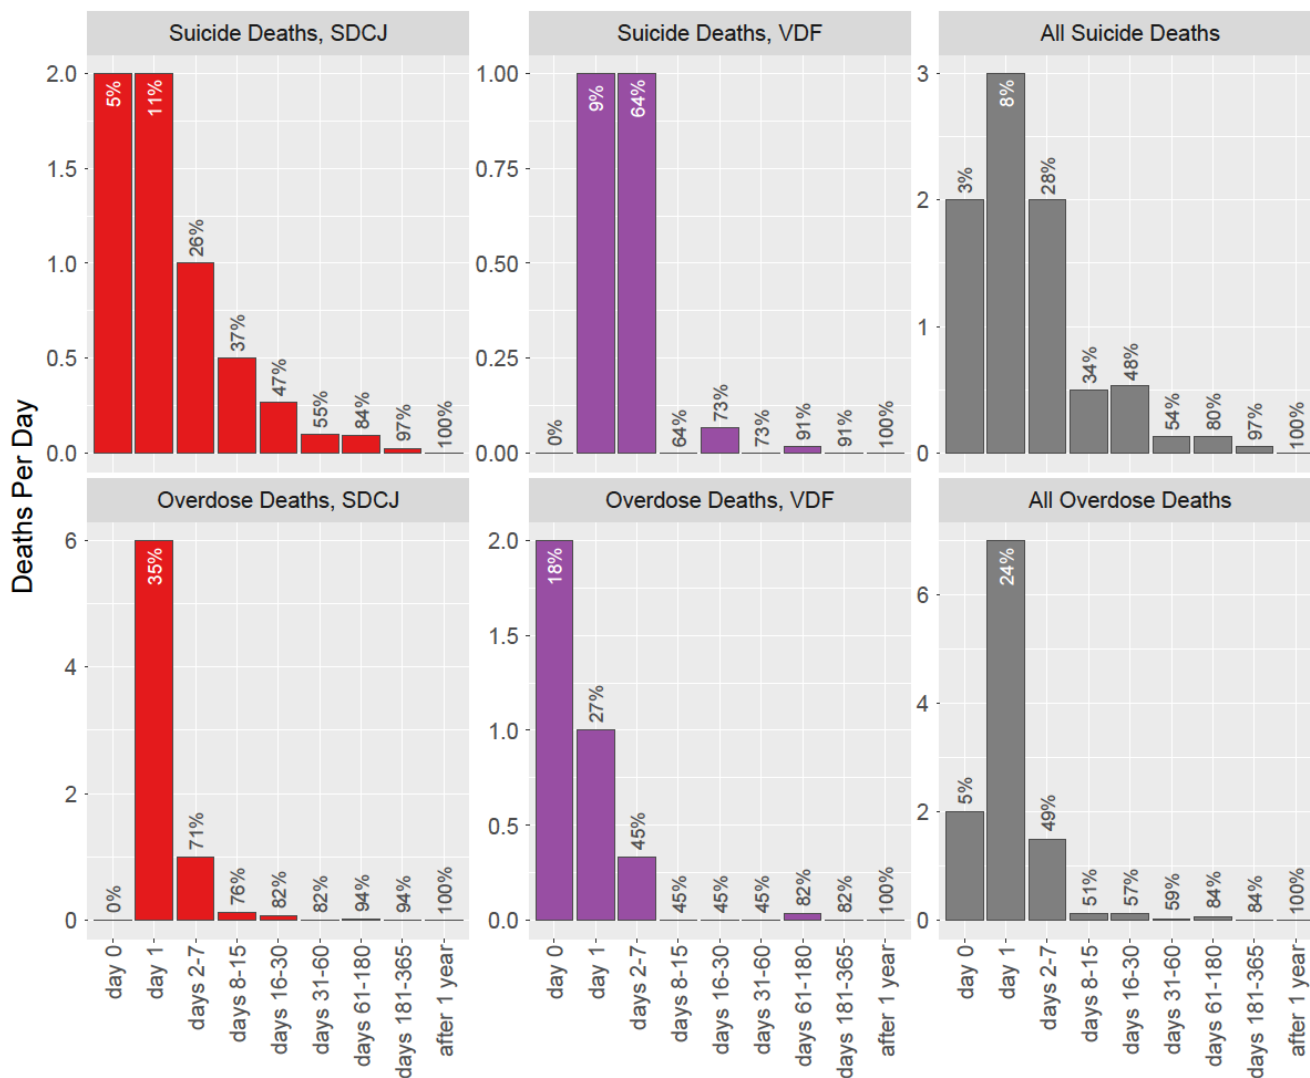 Suicide Deaths, SDCJ
Suicide Deaths, VDF
All Suicide Deaths
2.0
1.5
1.0
0.5
0.0
5%
11%
26%
37%
47%
55%
84%
97%
100%
1.00
0.75
0.50
0.25
0.00
0%
9%
64%
64%
73%
73%
91%
91%
100%
3
2
1
0
3%
8%
28%
34%
48%
54%
80%
97%
100%
Deaths Per Day
Overdose Deaths, SDCJ
Overdose Deaths, VDF
All Overdose Deaths
6
4
2
0
0%
35%
71%
76%
82%
82%
94%
94%
100%
2.0
1.5
1.0
0.5
0.0
18%
27%
45%
45%
45%
45%
82%
82%
100%
6
4
2
0
5%
24%
49%
51%
57%
59%
84%
84%
100%
day 0
day 1
days 2-7
days 8-15
days 16-30
days 31-60
days 61-180
days 181-365
after 1 year
day 0
day 1
days 2-7
days 8-15
days 16-30
days 31-60
days 61-180
days 181-365
after 1 year
day 0
day 1
days 2-7
days 8-15
days 16-30
days 31-60
days 61-180
days 181-365
after 1 year